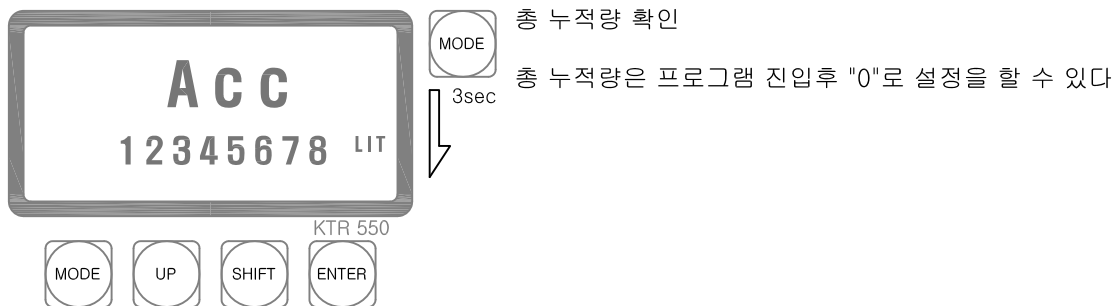 Acc
12345678 LIT
KTR 550
MODE UP SHIFT ENTER
MODE
3sec
총 누적량 확인
총 누적량은 프로그램 진입후 "0"로 설정을 할 수 있다